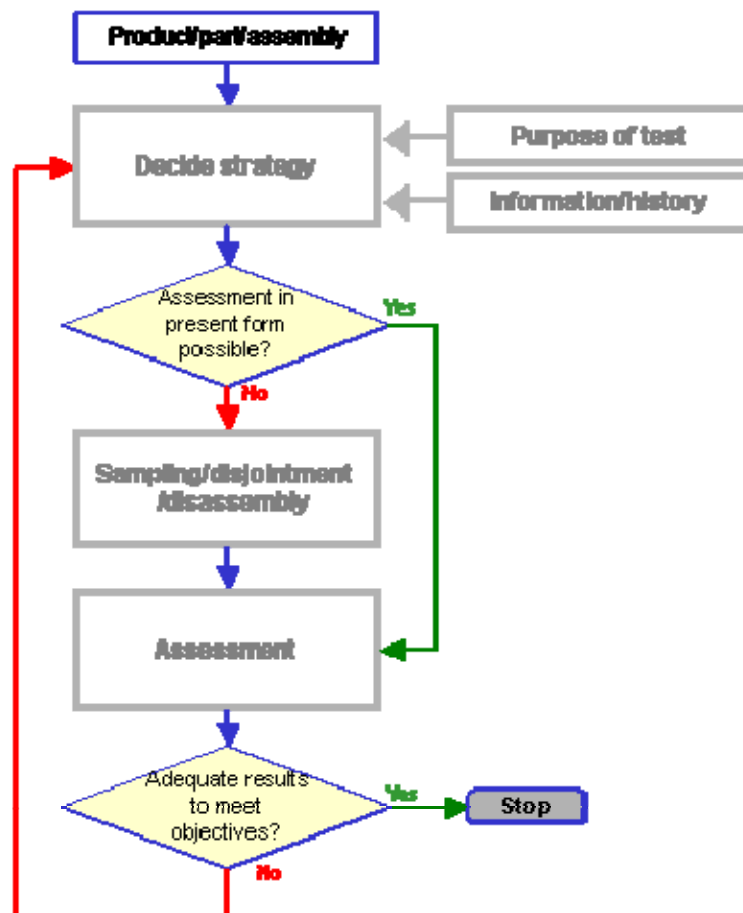 Product/part/assembly
Decide strategy
Purpose of test
Information/history
Assessment in
present form
possible?
Yes
No
Sampling/disjointment
/disassembly
Assessment
Adequate results
to meet
objectives?
Yes
Stop
No